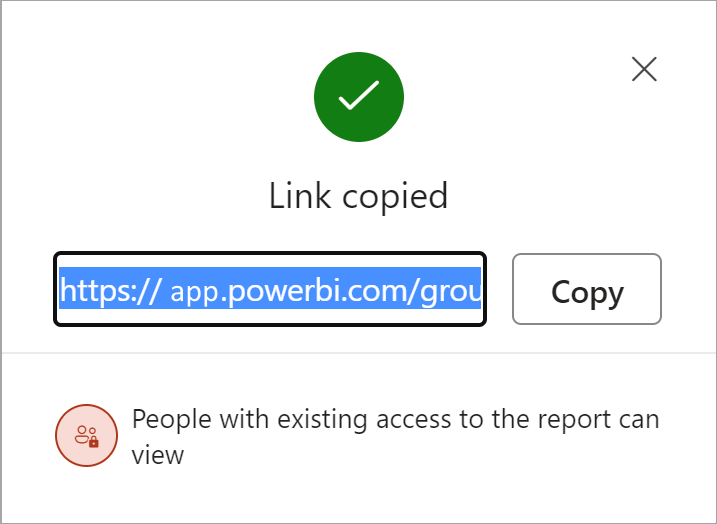 Link copied
https:// app.powerbi.com/grou
Copy
People with existing access to the report can
view